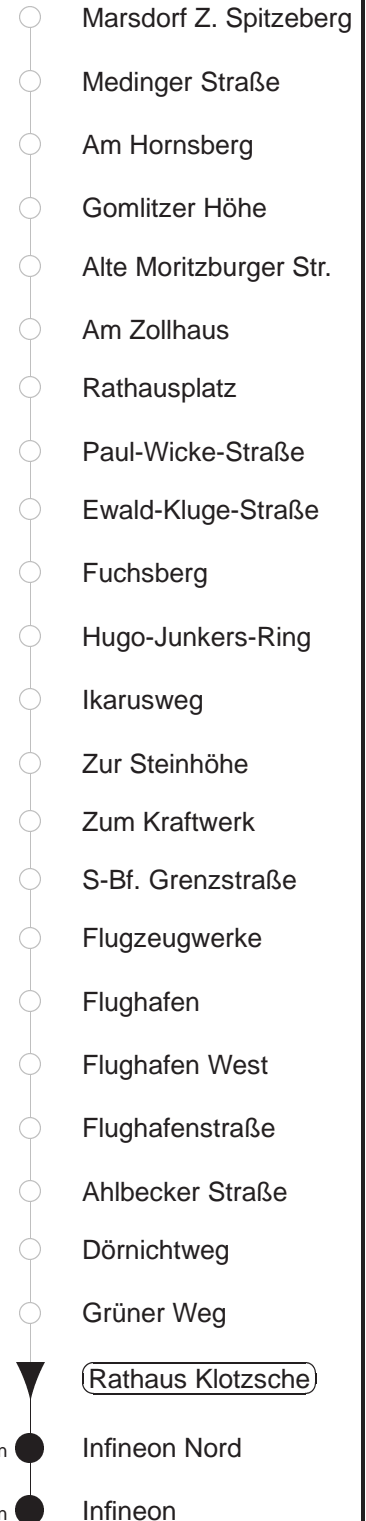 Marsdorf Z. Spitzeberg
Medinger Straße
Am Hornsberg
Gomlitzer Höhe
Alte Moritzburger Str.
Am Zollhaus
Rathausplatz
Paul-Wicke-Straße
Ewald-Kluge-Straße
Fuchsberg
Hugo-Junkers-Ring
Ikarusweg
Zur Steinhöhe
Zum Kraftwerk
S-Bf. Grenzstraße
Flugzeugwerke
Flughafen
Flughafen West
Flughafenstraße
Ahlbecker Straße
Dörnichtweg
Grüner Weg
Rathaus Klotzsche
Infineon Nord
Infineon